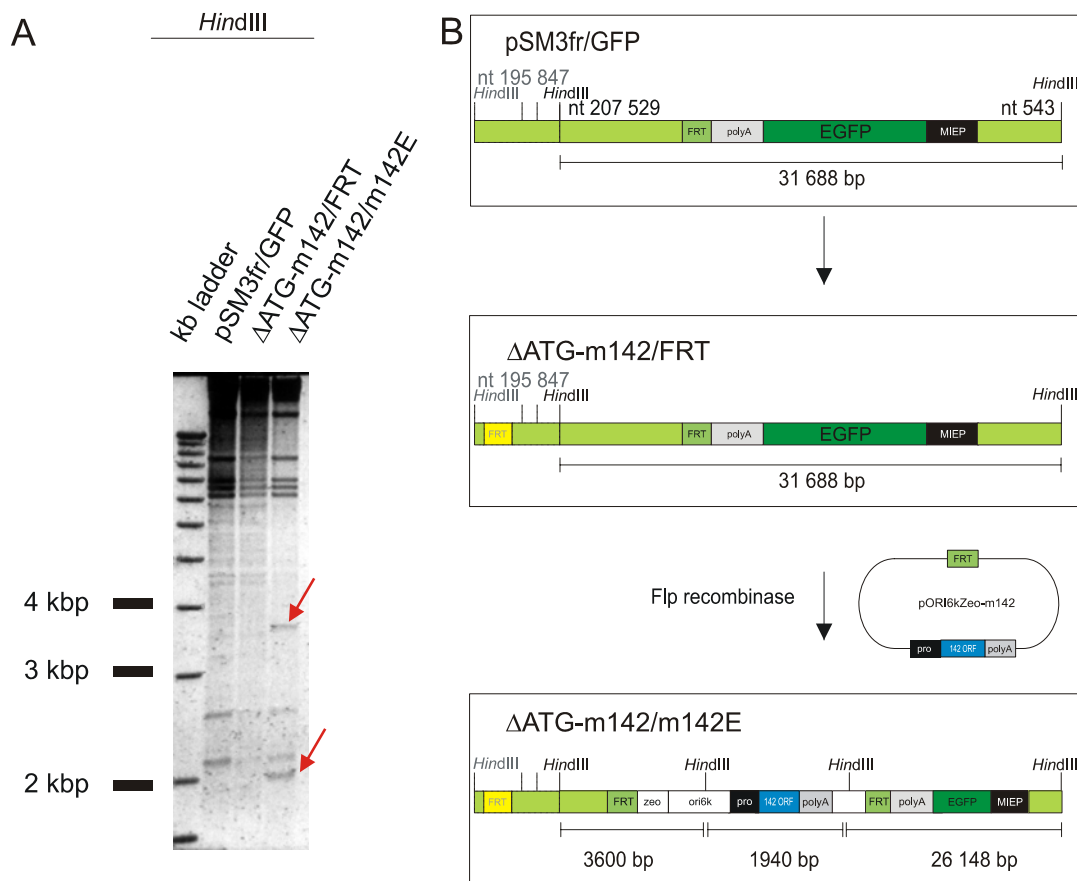 A
HindIII
kb ladder
pSM3fr/GFP
ΔATG-m142/FRT
ΔATG-m142/m142E
4 kbp
3 kbp
2 kbp
B
pSM3fr/GFP
nt 195 847
HindIII HindIII HindIII
nt 207 529 nt 543
FRT polyA EGFP MIEP
31 688 bp
ΔATG-m142/FRT
nt 195 847
HindIII HindIII HindIII
FRT FRT polyA EGFP MIEP
31 688 bp
Flp recombinase
FRT
pORI6kZeo-m142
pro 142 ORF polyA
ΔATG-m142/m142E
HindIII HindIII HindIII HindIII
FRT FRT zeo ori6k pro 142 ORF polyA FRT polyA EGFP MIEP
3600 bp 1940 bp 26 148 bp